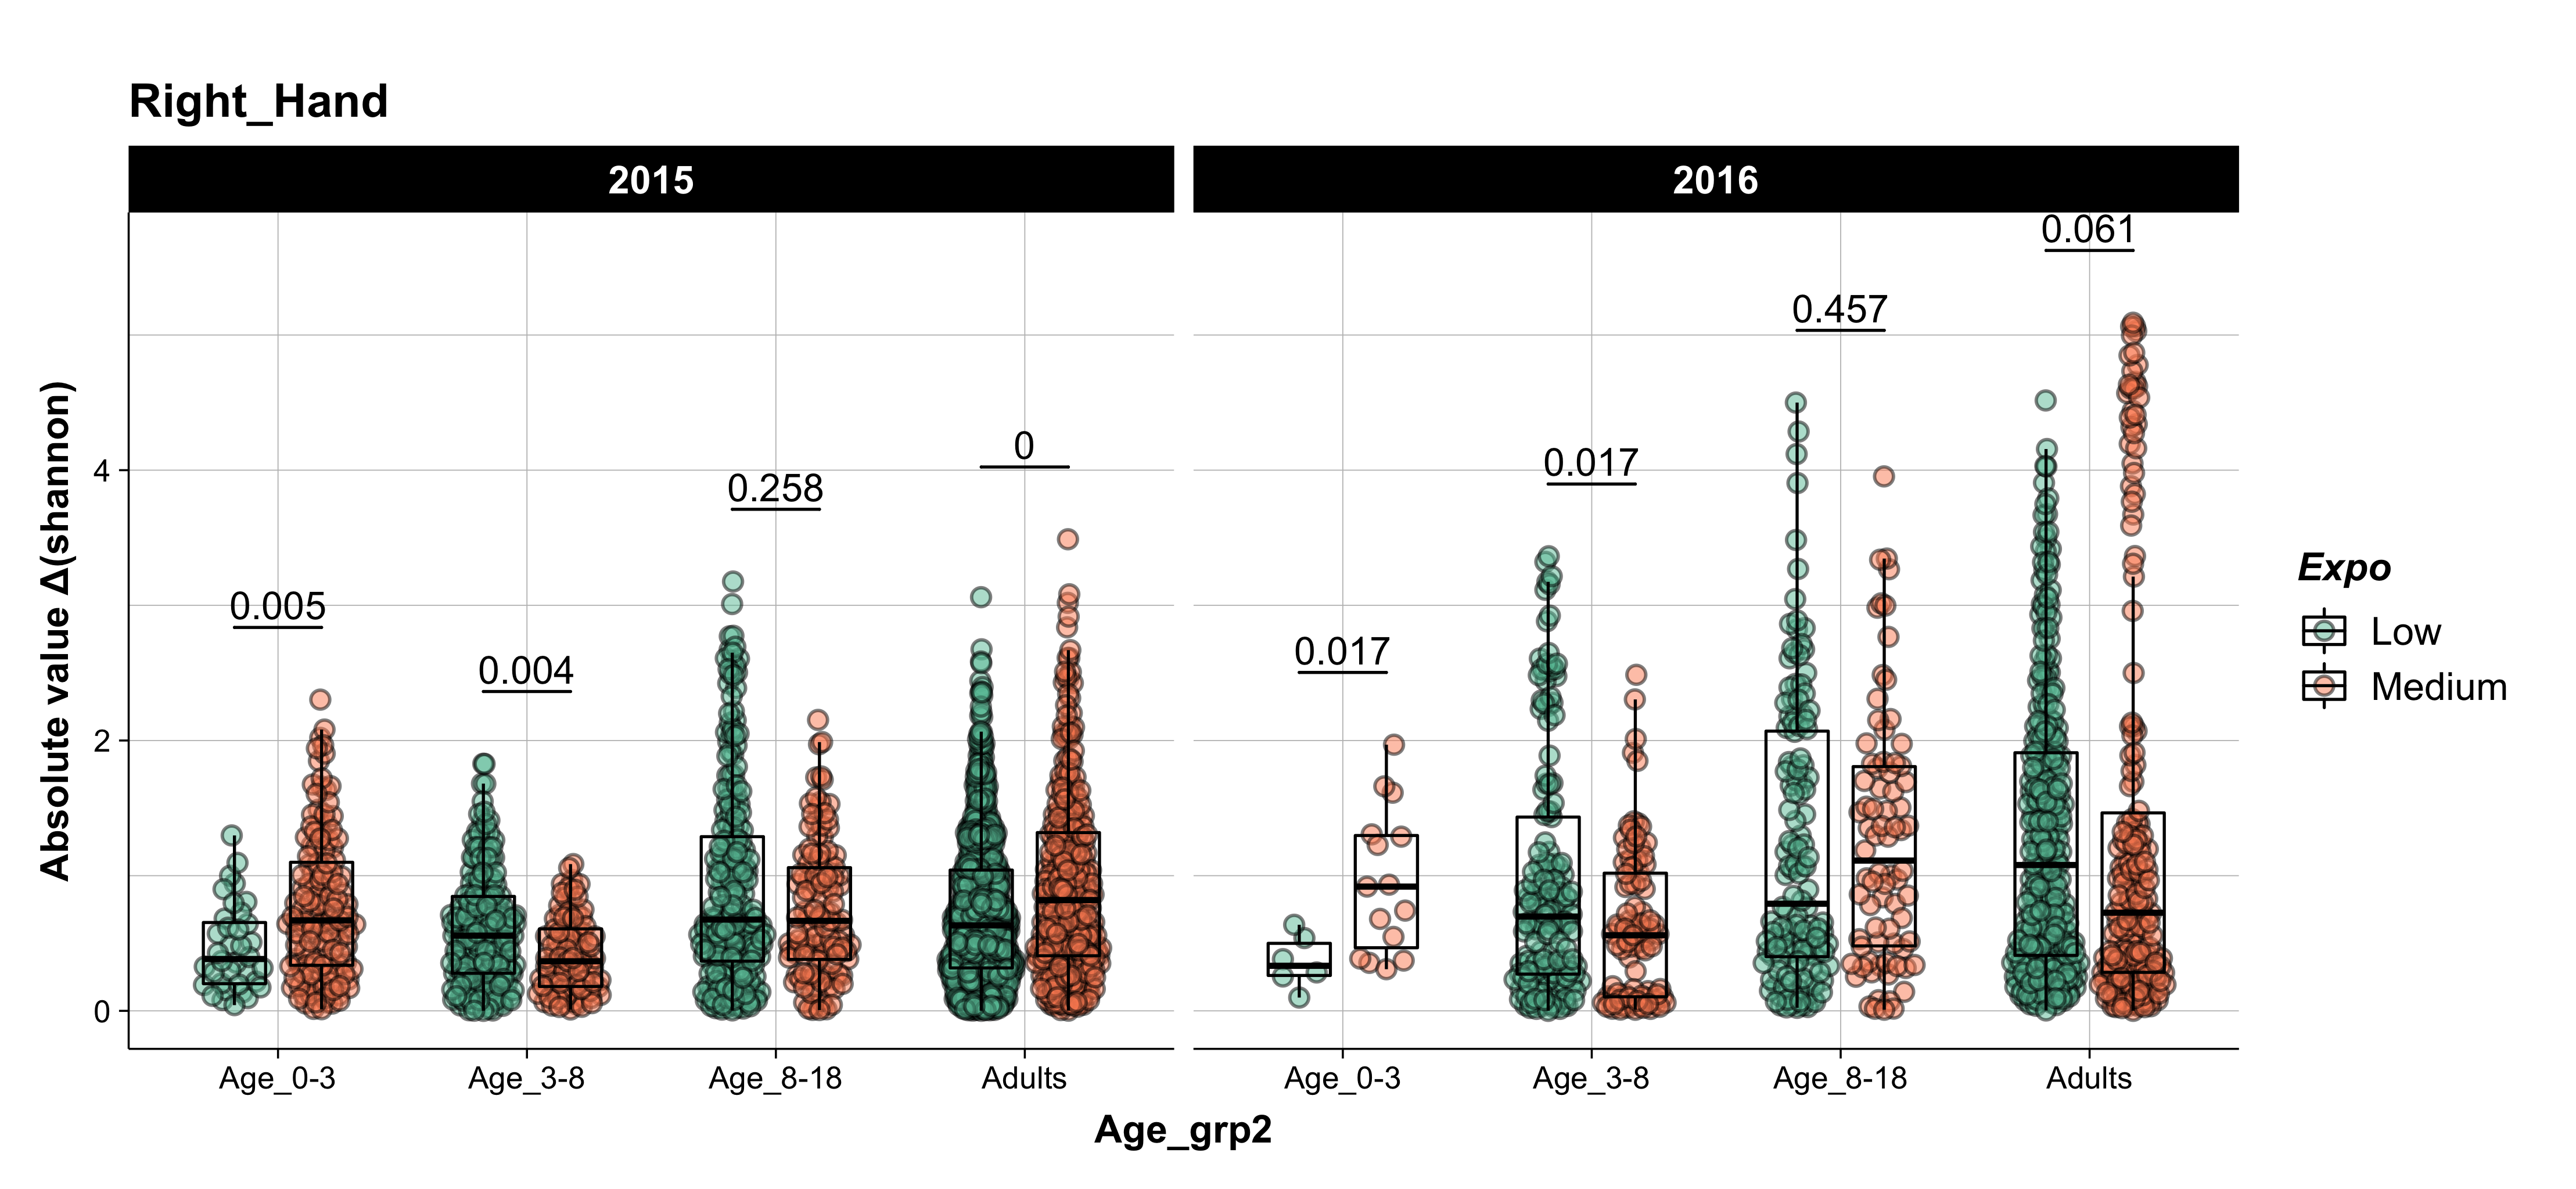 Right_Hand
2015
2016
0.005
0.004
0.258
0
0.017
0.017
0.457
0.061
Absolute value Δ(shannon)
4
2
0
Age_0-3
Age_3-8
Age_8-18
Adults
Age_0-3
Age_3-8
Age_8-18
Adults
Age_grp2
Expo
Low
Medium